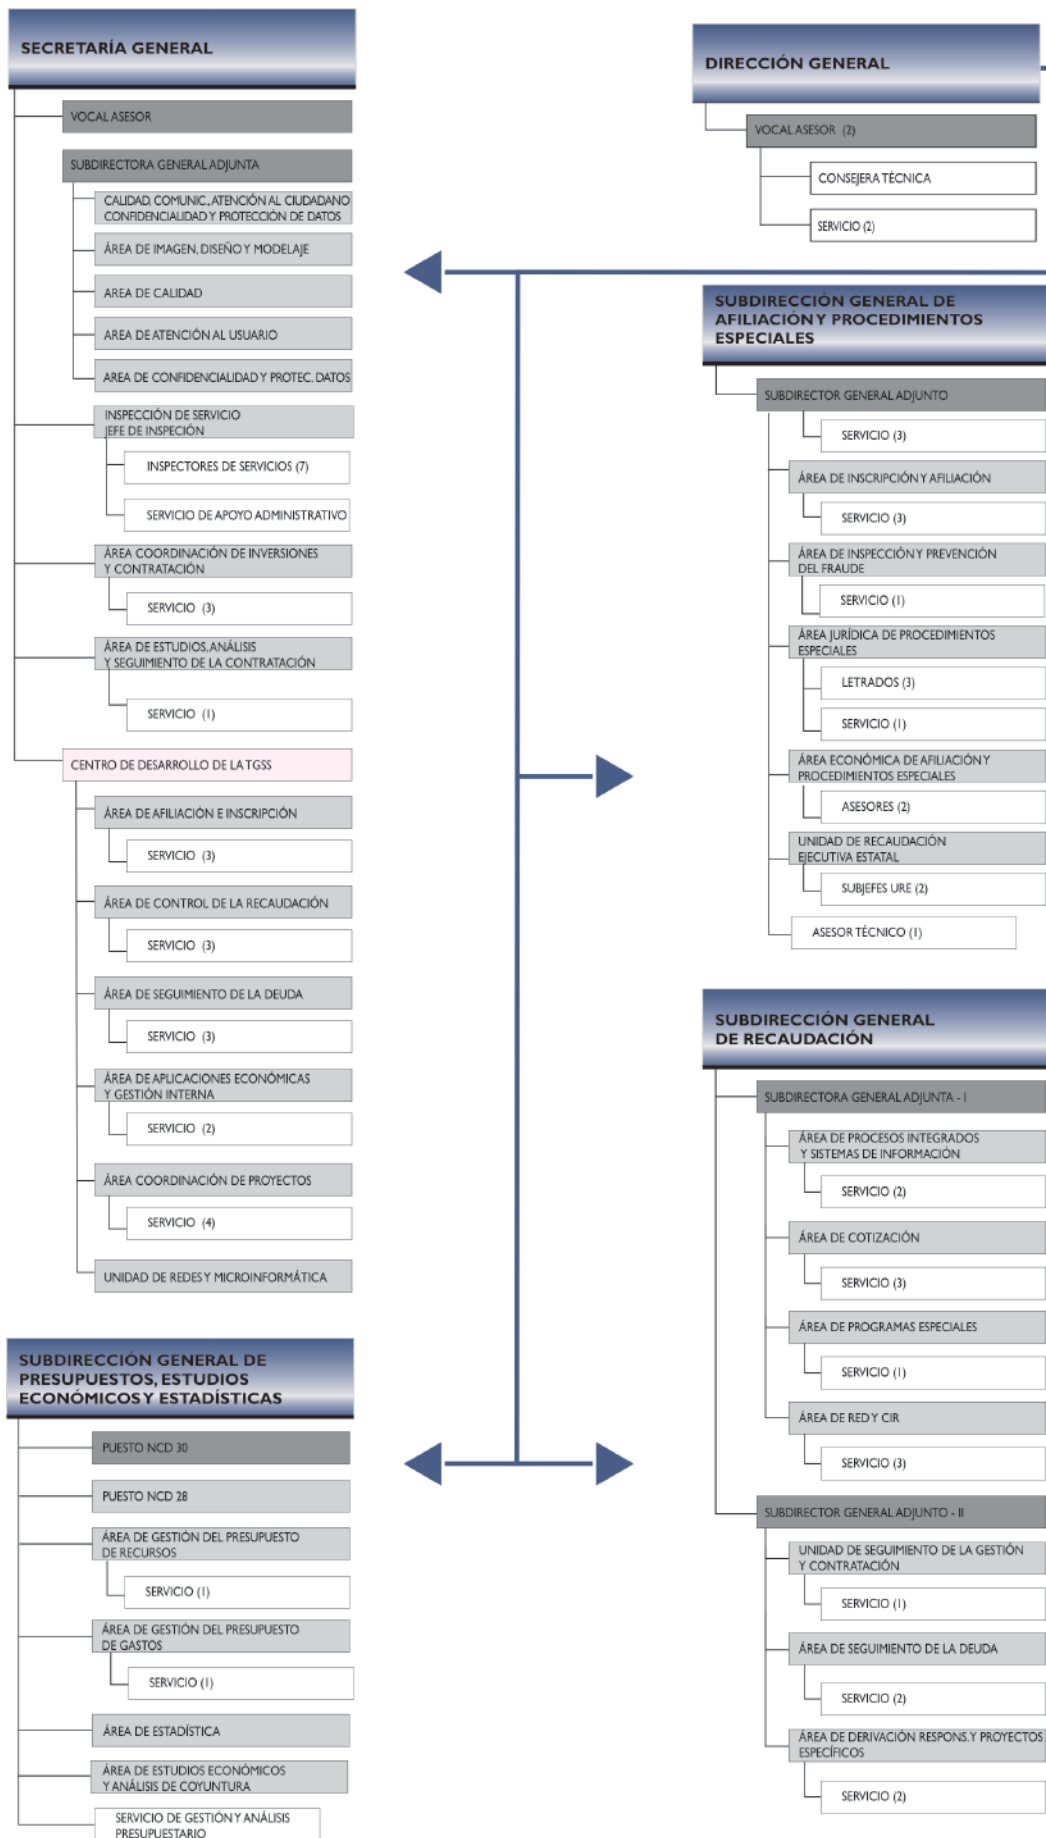 SECRETARÍA GENERAL
VOCAL ASESOR
SUBDIRECTORA GENERAL ADJUNTA
CALIDAD, COMUNIC., ATENCIÓN AL CIUDADANO
CONFIDENCIALIDAD Y PROTECCIÓN DE DATOS
ÁREA DE IMAGEN, DISEÑO Y MODELAJE
AREA DE CALIDAD
AREA DE ATENCIÓN AL USUARIO
AREA DE CONFIDENCIALIDAD Y PROTEC. DATOS
INSPECCIÓN DE SERVICIO
JEFE DE INSPECIÓN
INSPECTORES DE SERVICIOS (7)
SERVICIO DE APOYO ADMINISTRATIVO
ÁREA COORDINACIÓN DE INVERSIONES
Y CONTRATACIÓN
SERVICIO (3)
ÁREA DE ESTUDIOS, ANÁLISIS
Y SEGUIMIENTO DE LA CONTRATACIÓN
SERVICIO (1)
CENTRO DE DESARROLLO DE LA TGSS
ÁREA DE AFILIACIÓN E INSCRIPCIÓN
SERVICIO (3)
ÁREA DE CONTROL DE LA RECAUDACIÓN
SERVICIO (3)
ÁREA DE SEGUIMIENTO DE LA DEUDA
SERVICIO (3)
ÁREA DE APLICACIONES ECONÓMICAS
Y GESTIÓN INTERNA
SERVICIO (2)
ÁREA COORDINACIÓN DE PROYECTOS
SERVICIO (4)
UNIDAD DE REDES Y MICROINFORMÁTICA
SUBDIRECCIÓN GENERAL DE
PRESUPUESTOS, ESTUDIOS
ECONÓMICOS Y ESTADÍSTICAS
PUESTO NCD 30
PUESTO NCD 28
ÁREA DE GESTIÓN DEL PRESUPUESTO
DE RECURSOS
SERVICIO (1)
ÁREA DE GESTIÓN DEL PRESUPUESTO
DE GASTOS
SERVICIO (1)
ÁREA DE ESTADÍSTICA
ÁREA DE ESTUDIOS ECONÓMICOS
Y ANÁLISIS DE COYUNTURA
SERVICIO DE GESTIÓN Y ANÁLISIS
PRESUPUESTARIO
DIRECCIÓN GENERAL
VOCAL ASESOR (2)
CONSEJERA TÉCNICA
SERVICIO (2)
SUBDIRECCIÓN GENERAL DE
AFILIACIÓN Y PROCEDIMIENTOS
ESPECIALES
SUBDIRECTOR GENERAL ADJUNTO
SERVICIO (3)
ÁREA DE INSCRIPCIÓN Y AFILIACIÓN
SERVICIO (3)
ÁREA DE INSPECCIÓN Y PREVENCIÓN
DEL FRAUDE
SERVICIO (1)
ÁREA JURÍDICA DE PROCEDIMIENTOS
ESPECIALES
LETRADOS (3)
SERVICIO (1)
ÁREA ECONÓMICA DE AFILIACIÓN Y
PROCEDIMIENTOS ESPECIALES
ASESORES (2)
UNIDAD DE RECAUDACIÓN
EJECUTIVA ESTATAL
SUBJEFES URE (2)
ASESOR TÉCNICO (1)
SUBDIRECCIÓN GENERAL
DE RECAUDACIÓN
SUBDIRECTORA GENERAL ADJUNTA - I
ÁREA DE PROCESOS INTEGRADOS
Y SISTEMAS DE INFORMACIÓN
SERVICIO (2)
ÁREA DE COTIZACIÓN
SERVICIO (3)
ÁREA DE PROGRAMAS ESPECIALES
SERVICIO (1)
ÁREA DE RED Y CIR
SERVICIO (3)
SUBDIRECTOR GENERAL ADJUNTO - II
UNIDAD DE SEGUIMIENTO DE LA GESTIÓN
Y CONTRATACIÓN
SERVICIO (1)
ÁREA DE SEGUIMIENTO DE LA DEUDA
SERVICIO (2)
ÁREA DE DERIVACIÓN RESPONS. Y PROYECTOS
ESPECÍFICOS
SERVICIO (2)